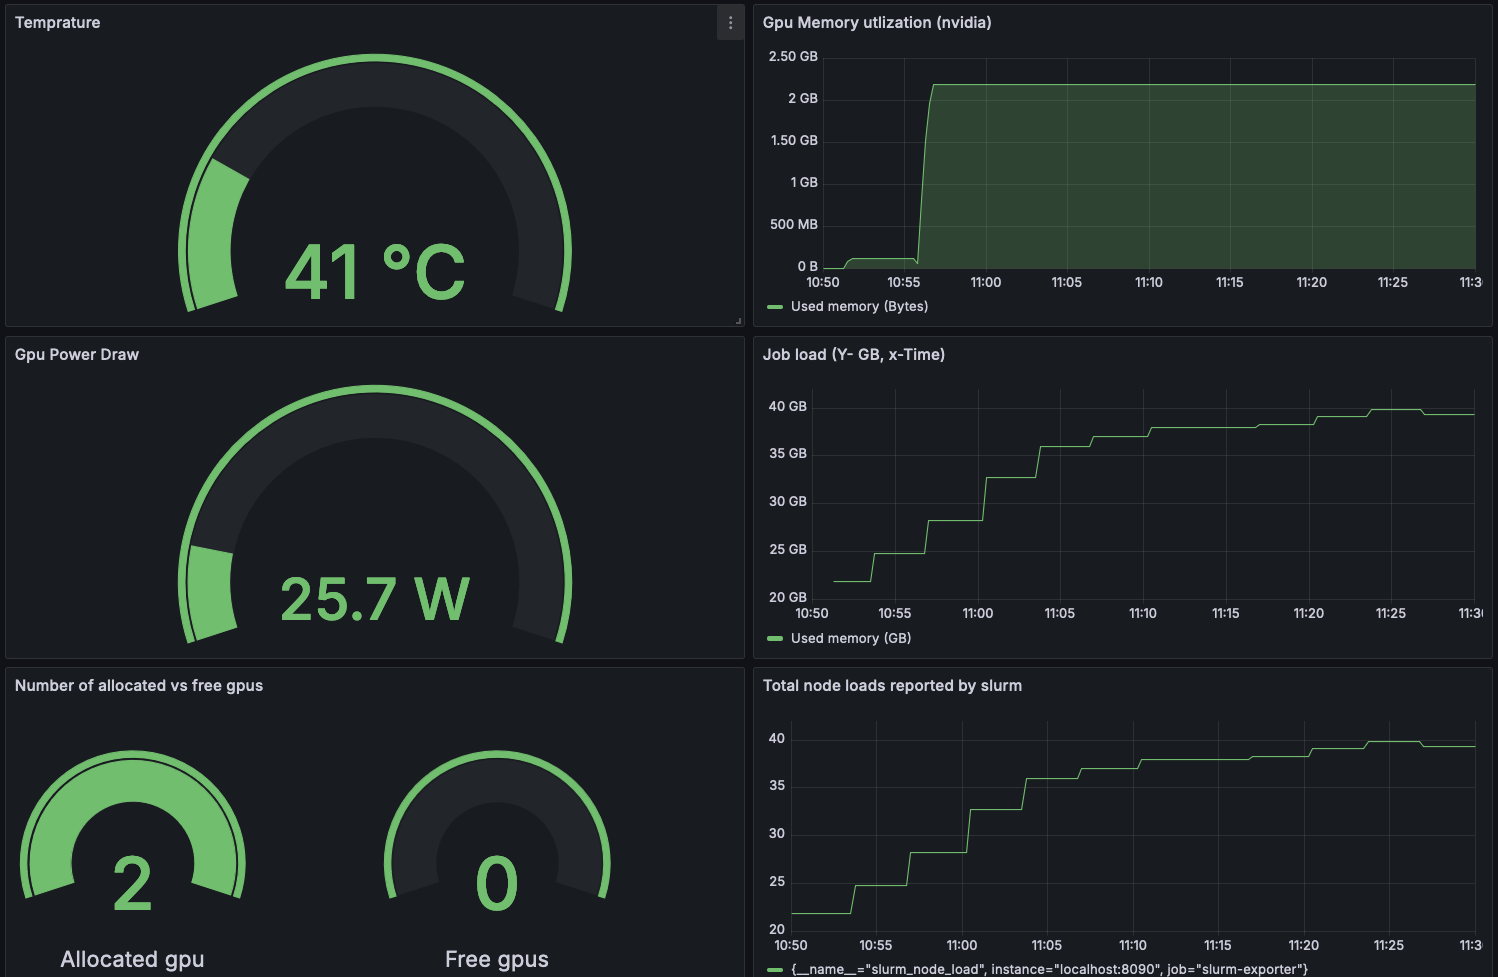 Temprature
41 °C
Gpu Memory utlization (nvidia)
2.50 GB
2 GB
1.50 GB
1 GB
500 MB
0 B
10:50 10:55 11:00 11:05 11:10 11:15 11:20 11:25 11:3
Used memory (Bytes)
Gpu Power Draw
25.7 W
Job load (Y- GB, x-Time)
40 GB
35 GB
30 GB
25 GB
20 GB
10:50 10:55 11:00 11:05 11:10 11:15 11:20 11:25 11:3
Used memory (GB)
Number of allocated vs free gpus
2
Allocated gpu
0
Free gpus
Total node loads reported by slurm
40
35
30
25
20
10:50 10:55 11:00 11:05 11:10 11:15 11:20 11:25 11:3
{__name__="slurm_node_load", instance="localhost:8090", job="slurm-exporter"}